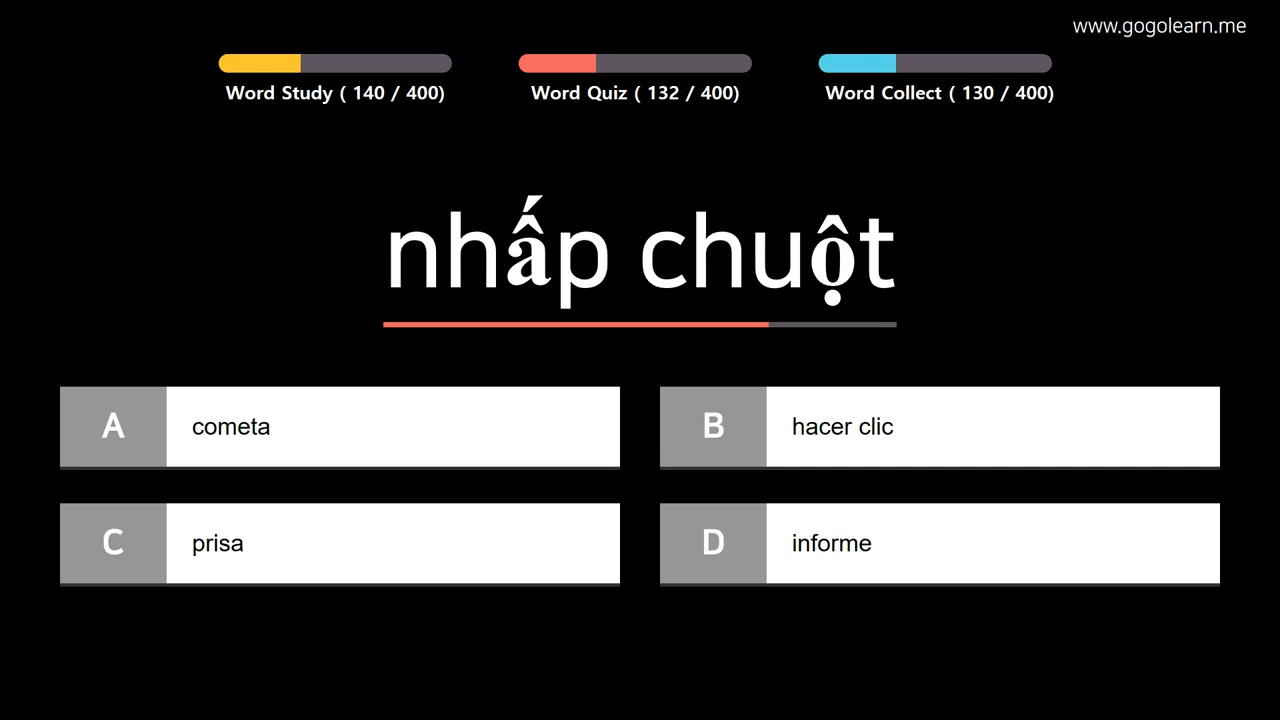 www.gogolearn.me
Word Study ( 140 / 400)
Word Quiz ( 132 / 400)
Word Collect ( 130 / 400)
nhấp chuột
A cometa
B hacer clic
C prisa
D informe